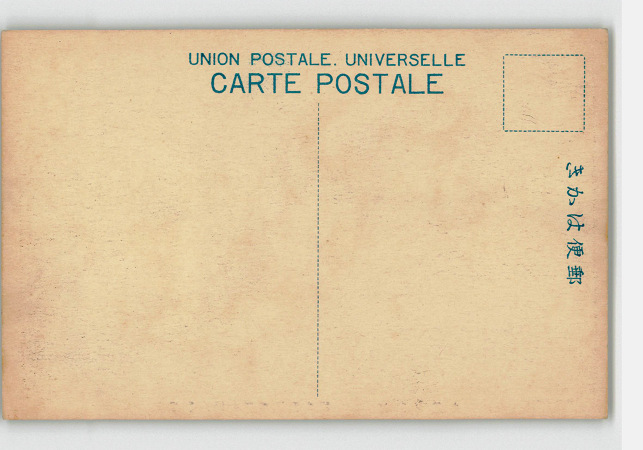 UNION POSTALE. UNIVERSELLE
CARTE POSTALE
きかは便郵